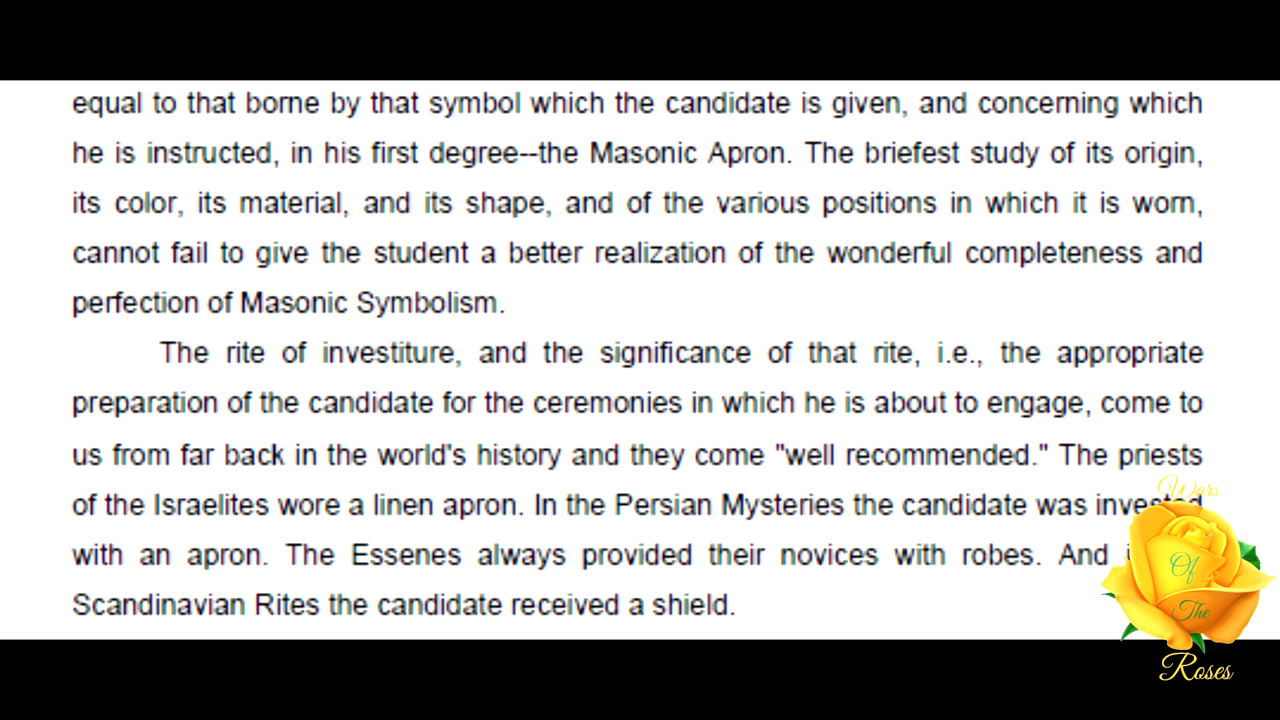 equal to that borne by that symbol which the candidate is given, and concerning which
he is instructed, in his first degree--the Masonic Apron. The briefest study of its origin,
its color, its material, and its shape, and of the various positions in which it is worn,
cannot fail to give the student a better realization of the wonderful completeness and
perfection of Masonic Symbolism.
The rite of investiture, and the significance of that rite, i.e., the appropriate
preparation of the candidate for the ceremonies in which he is about to engage, come to
us from far back in the world's history and they come "well recommended." The priests
of the Israelites wore a linen apron. In the Persian Mysteries the candidate was invested
with an apron. The Essenes always provided their novices with robes. And
Scandinavian Rites the candidate received a shield.
Wars
Of
The
Roses